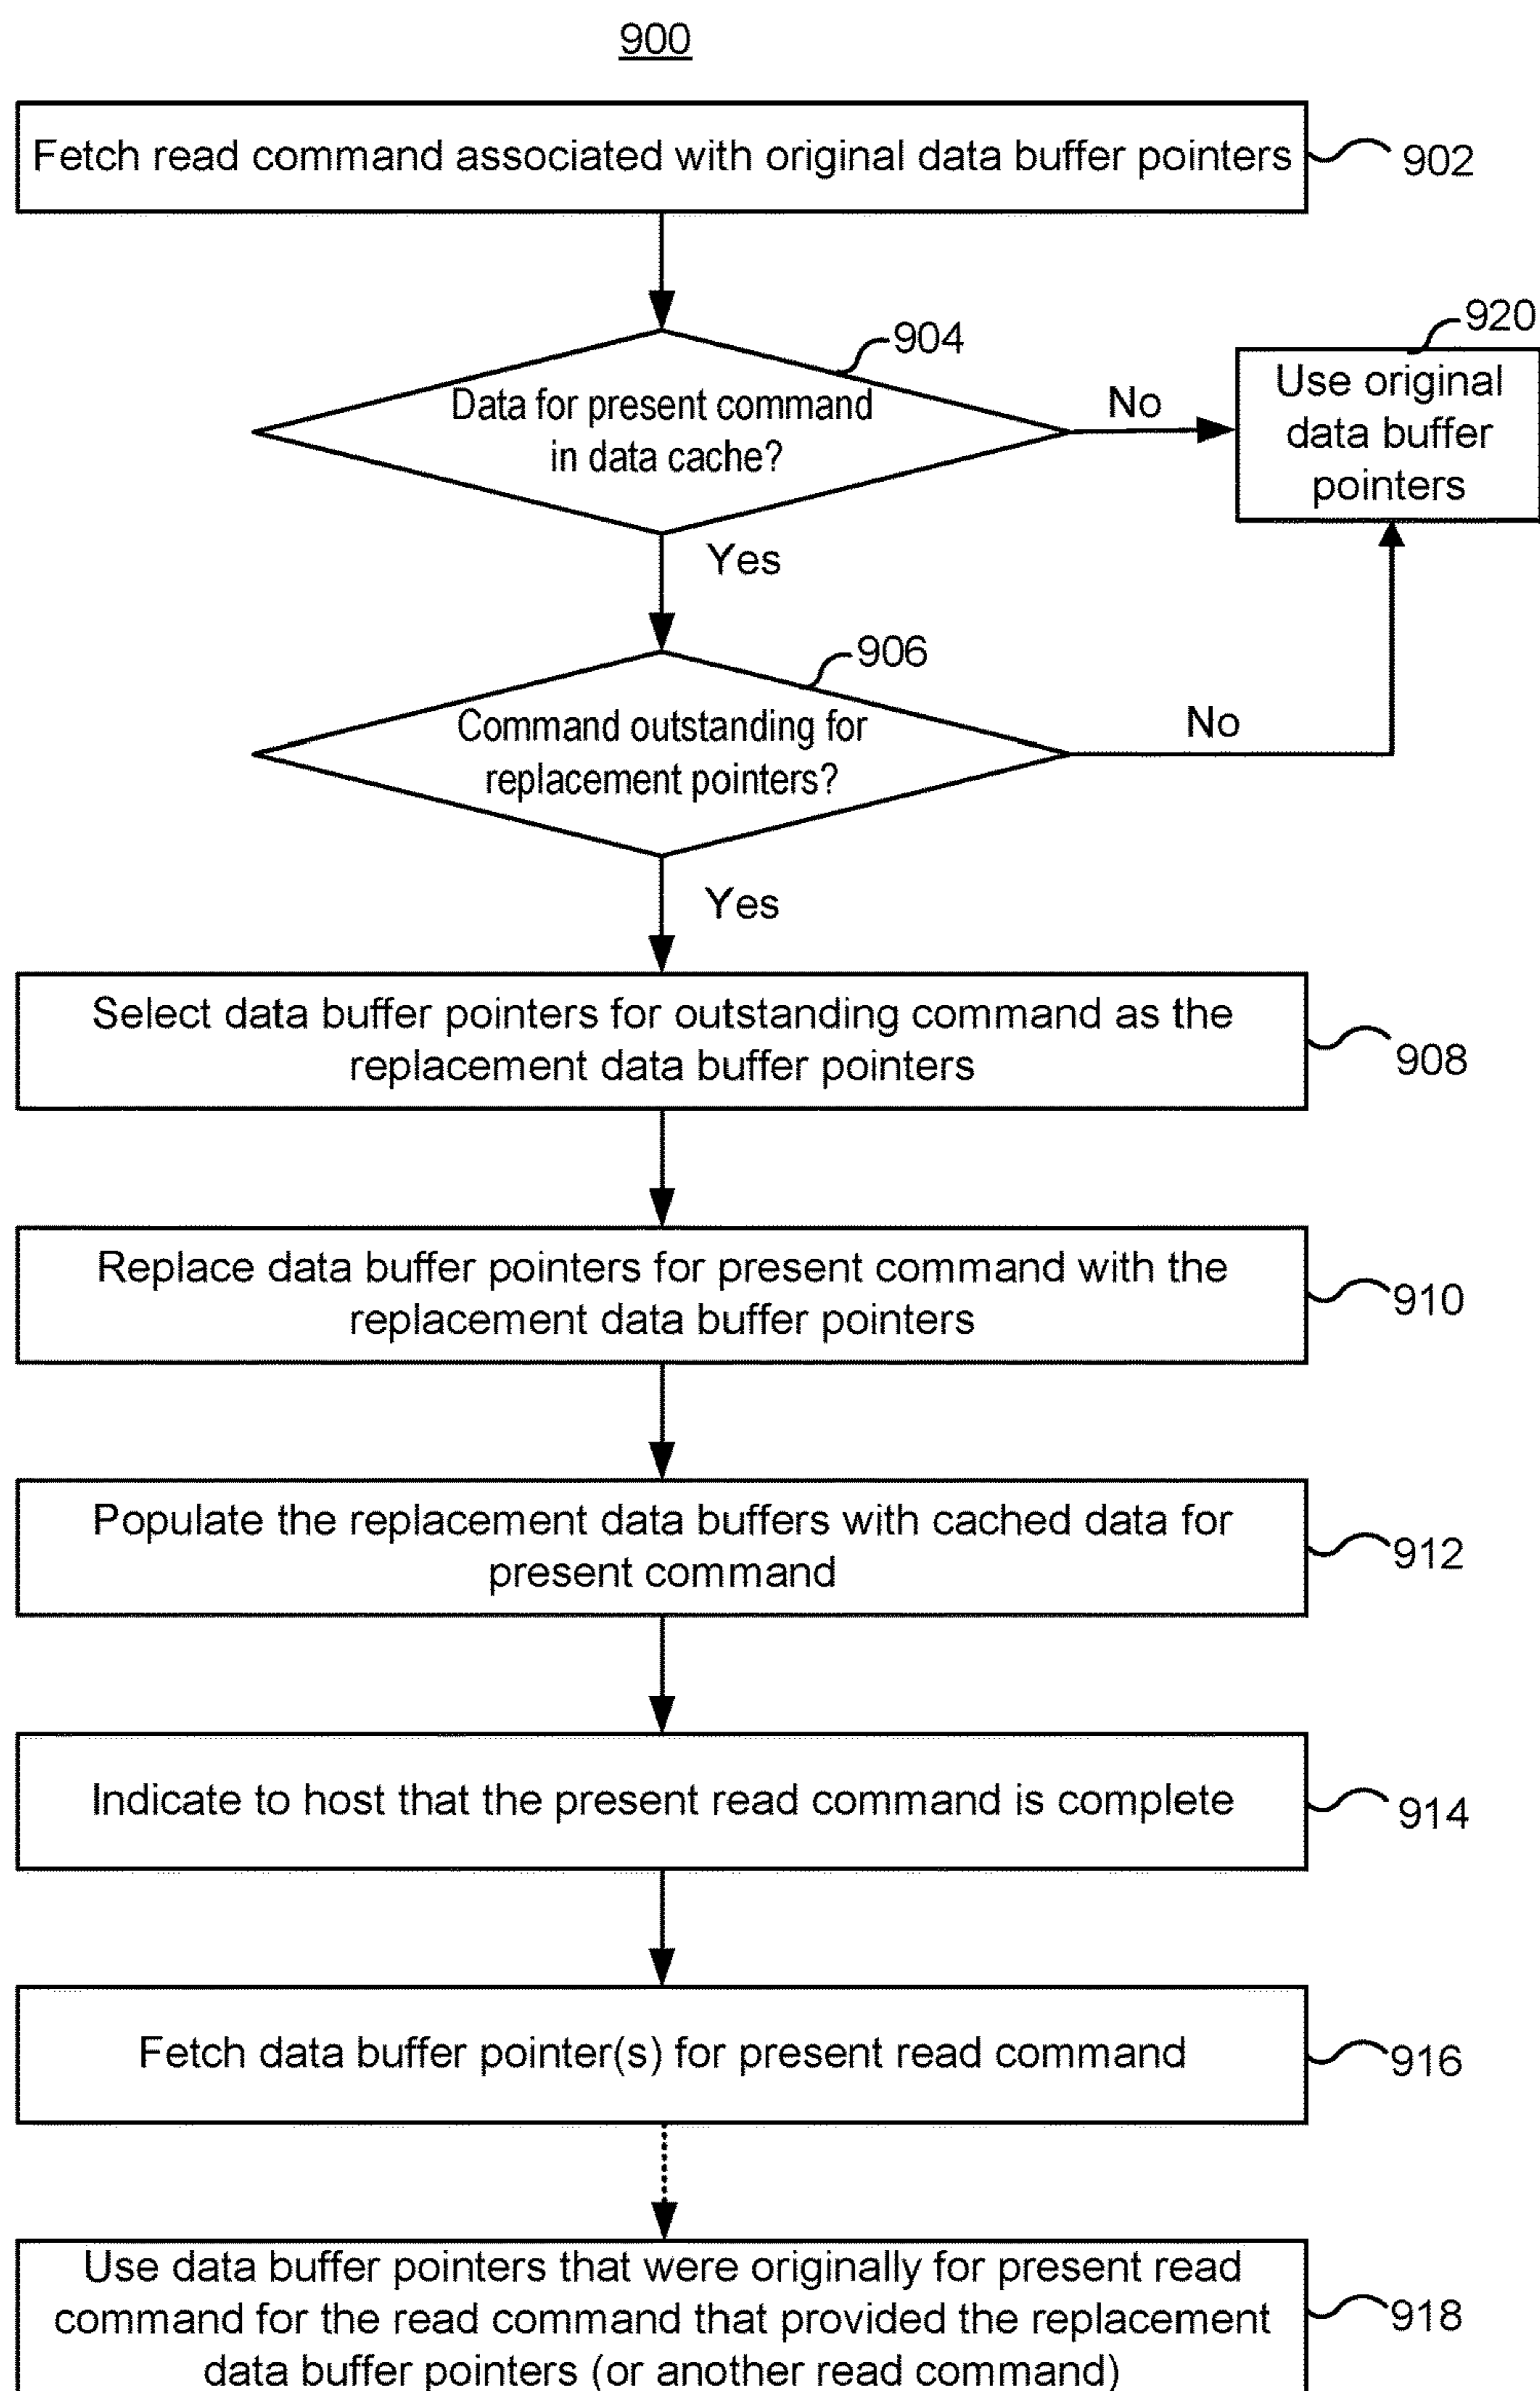 900
Fetch read command associated with original data buffer pointers
902
904
Data for present command
in data cache?
No
920
Use original
data buffer
pointers
Yes
906
Command outstanding for
replacement pointers?
No
Yes
Select data buffer pointers for outstanding command as the
replacement data buffer pointers
908
Replace data buffer pointers for present command with the
replacement data buffer pointers
910
Populate the replacement data buffers with cached data for
present command
912
Indicate to host that the present read command is complete
914
Fetch data buffer pointer(s) for present read command
916
Use data buffer pointers that were originally for present read
command for the read command that provided the replacement
data buffer pointers (or another read command)
918